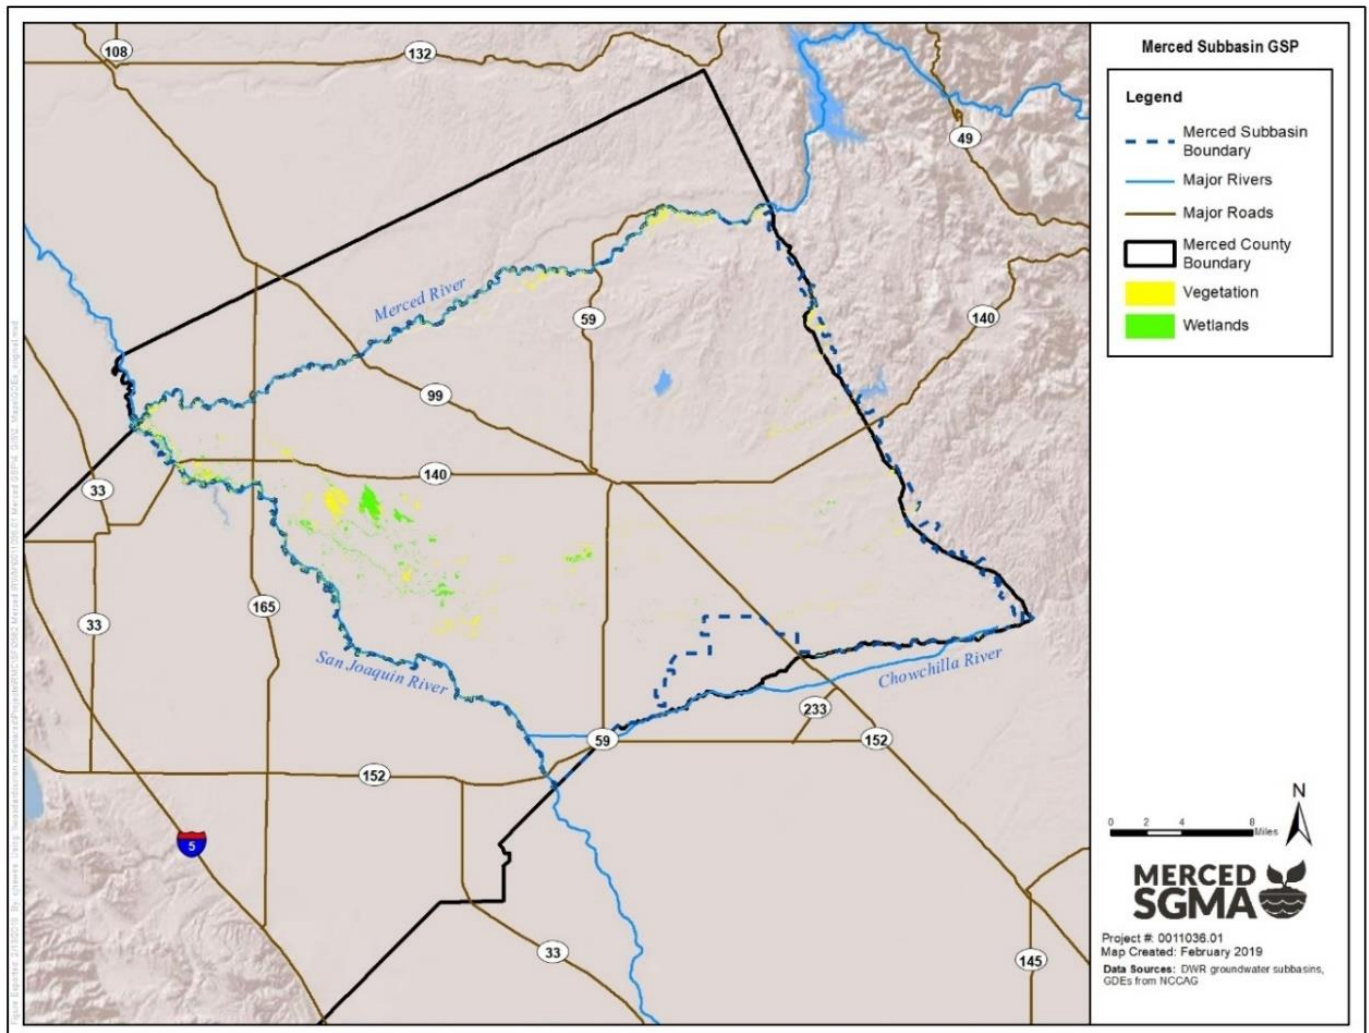 108
132
49
Merced River
59
140
99
140
33
165
33
San Joaquin River
Chowchilla River
233
59
152
152
5
33
145
Merced Subbasin GSP
Legend
Merced Subbasin
Boundary
Major Rivers
Major Roads
Merced County
Boundary
Vegetation
Wetlands
N
0 2 4 8
Miles
MERCED
SGMA
Project #: 0011036.01
Map Created: February 2019
Data Sources: DWR groundwater subbasins,
GDEs from NCCAG